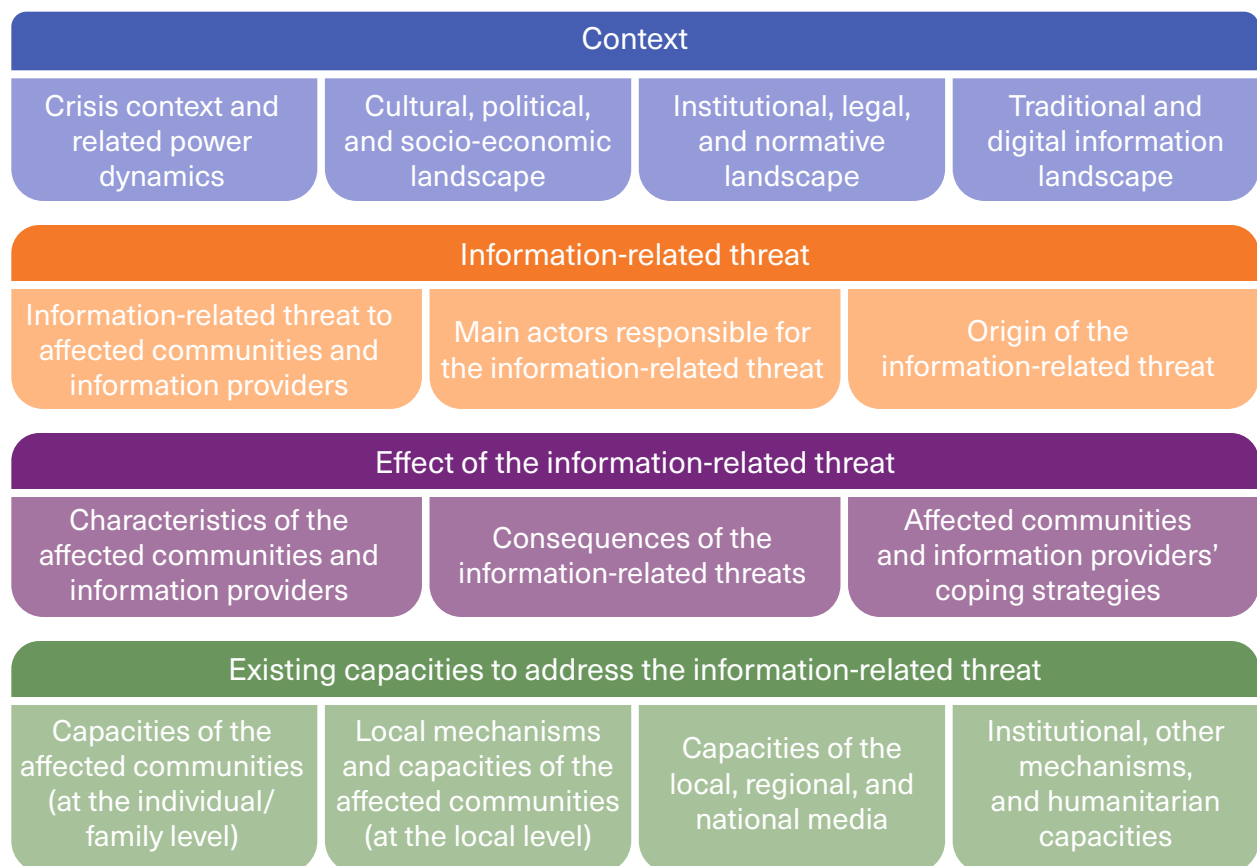 Context
Crisis context and
related power
dynamics
Cultural, political,
and socio-economic
landscape
Institutional, legal,
and normative
landscape
Traditional and
digital information
landscape
Information-related threat
Information-related threat to
affected communities and
information providers
Main actors responsible for
the information-related threat
Origin of the
information-related threat
Effect of the information-related threat
Characteristics of the
affected communities and
information providers
Consequences of the
information-related threats
Affected communities
and information providers’
coping strategies
Existing capacities to address the information-related threat
Capacities of the
affected communities
(at the individual/
family level)
Local mechanisms
and capacities of the
affected communities
(at the local level)
Capacities of the
local, regional, and
national media
Institutional, other
mechanisms,
and humanitarian
capacities